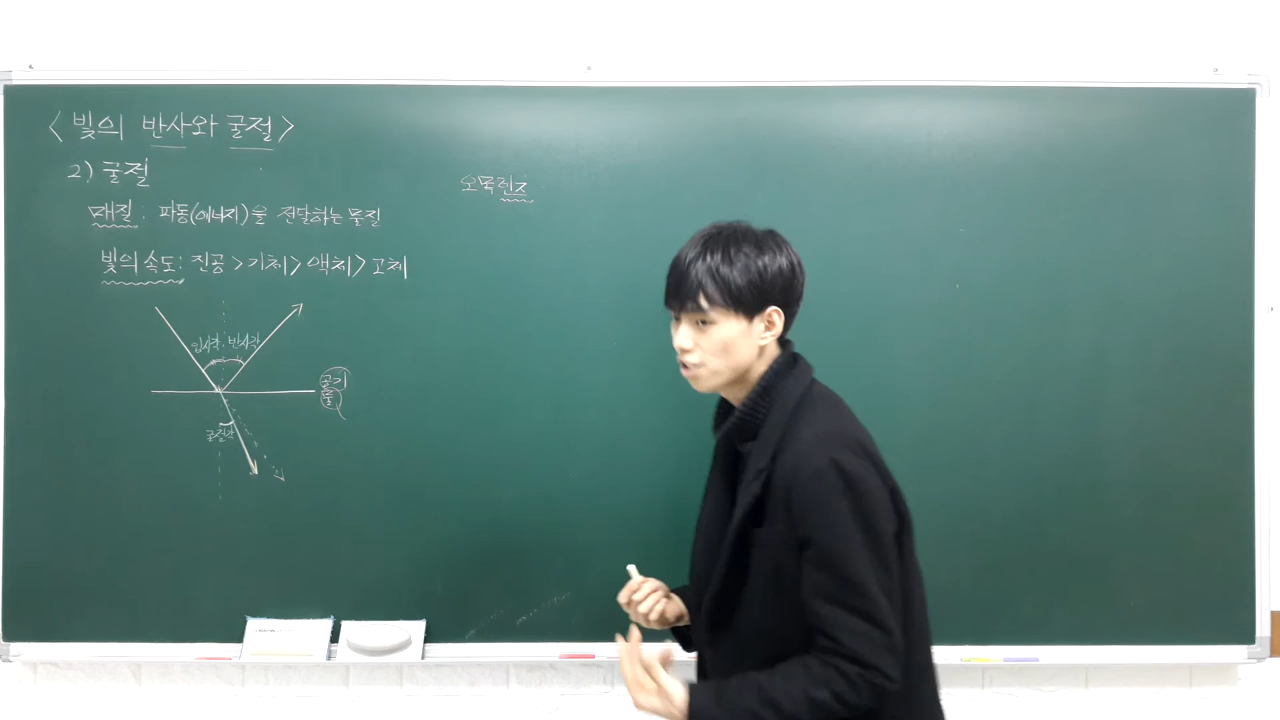 <빛의 반사와 굴절>
2) 굴절
매질: 파동(에너지)을 전달하는 물질
빛의 속도: 진공>기체>액체>고체
입사각 반사각
공기
물
굴절각
오목렌즈